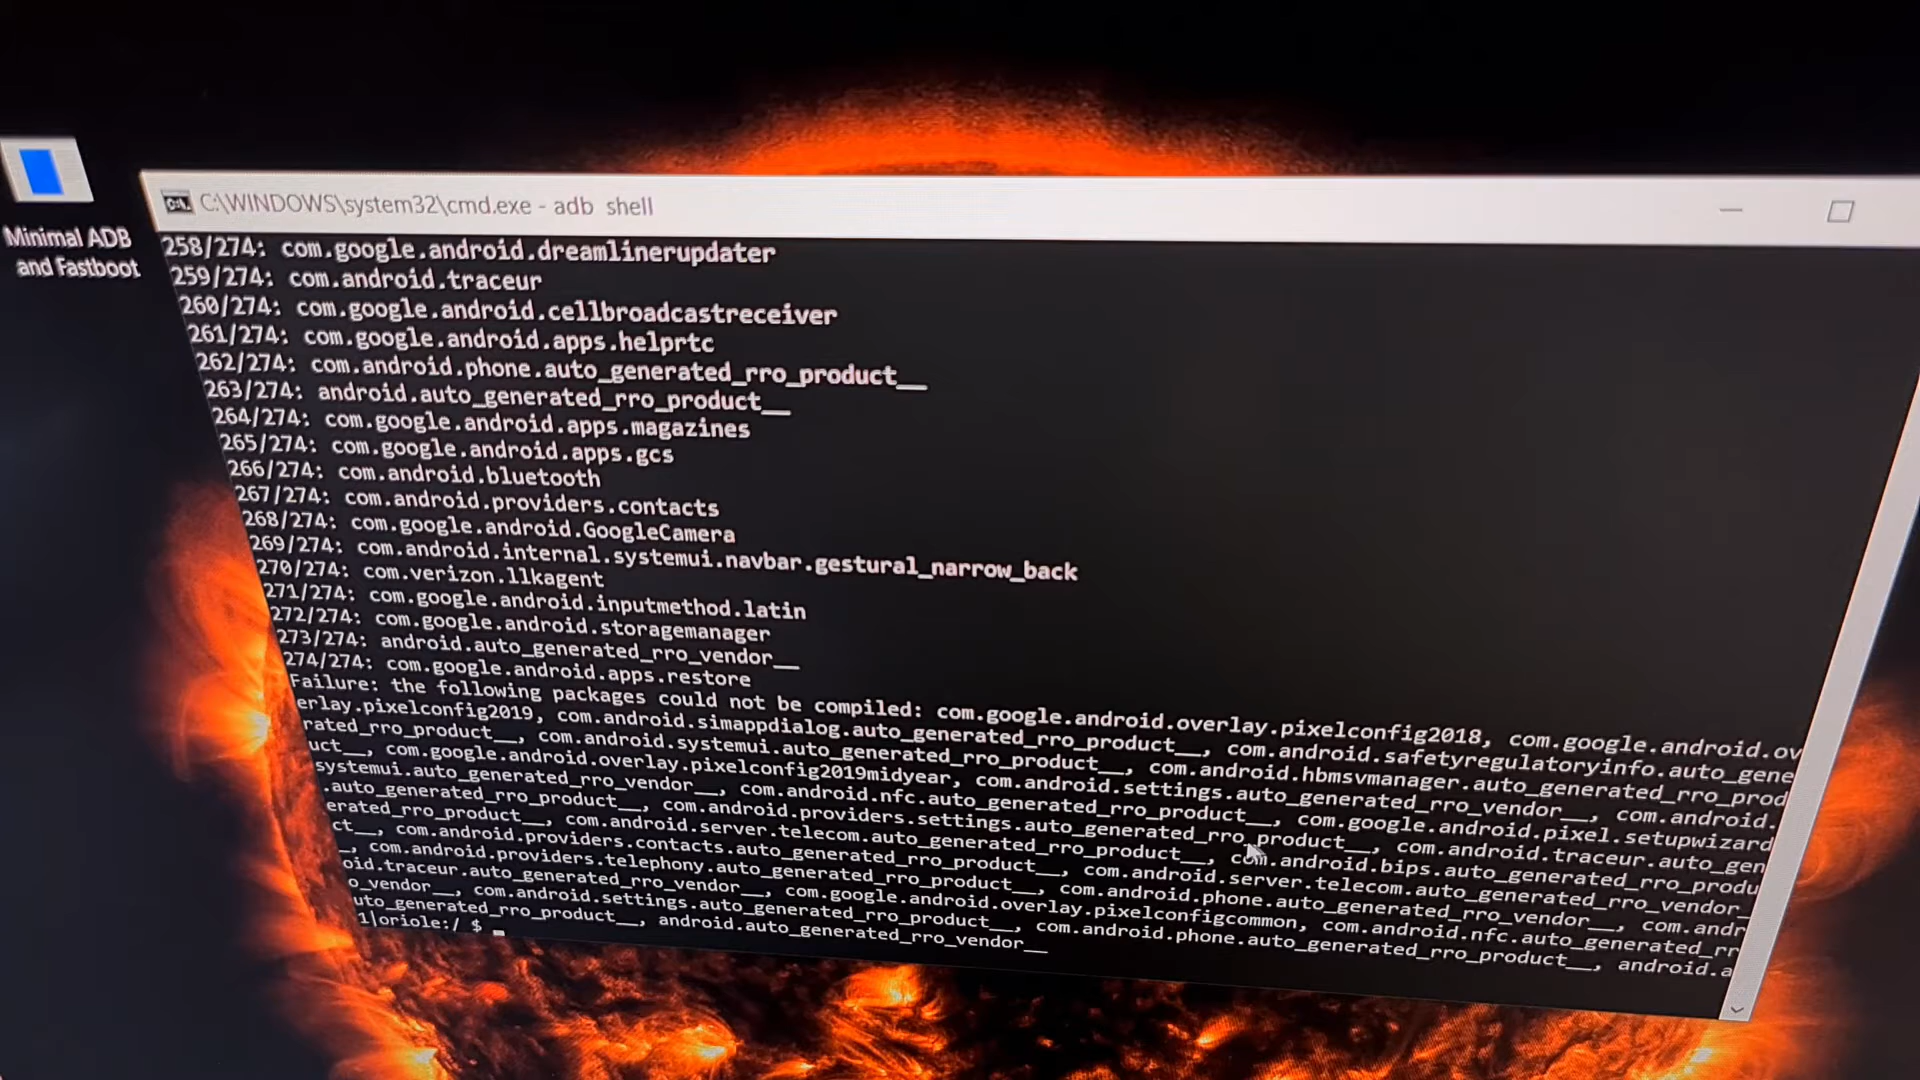 Minimal ADB
and Fastboot
C:\WINDOWS\system32\cmd.exe - adb  shell
258/274: com.google.android.dreamlinerupdater
259/274: com.android.traceur
260/274: com.google.android.cellbroadcastreceiver
261/274: com.google.android.apps.helprtc
262/274: com.android.phone.auto_generated_rro_product__
263/274: android.auto_generated_rro_product__
264/274: com.google.android.apps.magazines
265/274: com.google.android.apps.gcs
266/274: com.android.bluetooth
267/274: com.android.providers.contacts
268/274: com.google.android.GoogleCamera
269/274: com.android.internal.systemui.navbar.gestural_narrow_back
270/274: com.verizon.llkagent
271/274: com.google.android.inputmethod.latin
272/274: com.google.android.storagemanager
273/274: android.auto_generated_rro_vendor__
274/274: com.google.android.apps.restore
Failure: the following packages could not be compiled: com.google.android.overlay.pixelconfig2018, com.google.android.ov
erlay.pixelconfig2019, com.android.simappdialog.auto_generated_rro_product__, com.android.safetyregulatoryinfo.auto_gene
rated_rro_product__, com.android.systemui.auto_generated_rro_product__, com.android.hbmsvmanager.auto_generated_rro_prod
uct__, com.google.android.overlay.pixelconfig2019midyear, com.android.settings.auto_generated_rro_vendor__, com.android.
systemui.auto_generated_rro_vendor__, com.android.nfc.auto_generated_rro_product__, com.google.android.pixel.setupwizard
.auto_generated_rro_product__, com.android.providers.settings.auto_generated_rro_product__, com.android.traceur.auto_gen
erated_rro_product__, com.android.server.telecom.auto_generated_rro_product__, com.android.bips.auto_generated_rro_produ
ct__, com.android.providers.contacts.auto_generated_rro_product__, com.android.server.telecom.auto_generated_rro_vendor_
_, com.android.providers.telephony.auto_generated_rro_product__, com.android.phone.auto_generated_rro_vendor__, com.andr
oid.traceur.auto_generated_rro_vendor__, com.google.android.overlay.pixelconfigcommon, com.android.nfc.auto_generated_rr
o_vendor__, com.android.settings.auto_generated_rro_product__, com.android.phone.auto_generated_rro_product__, android.a
uto_generated_rro_product__, android.auto_generated_rro_vendor__
1|oriole:/ $